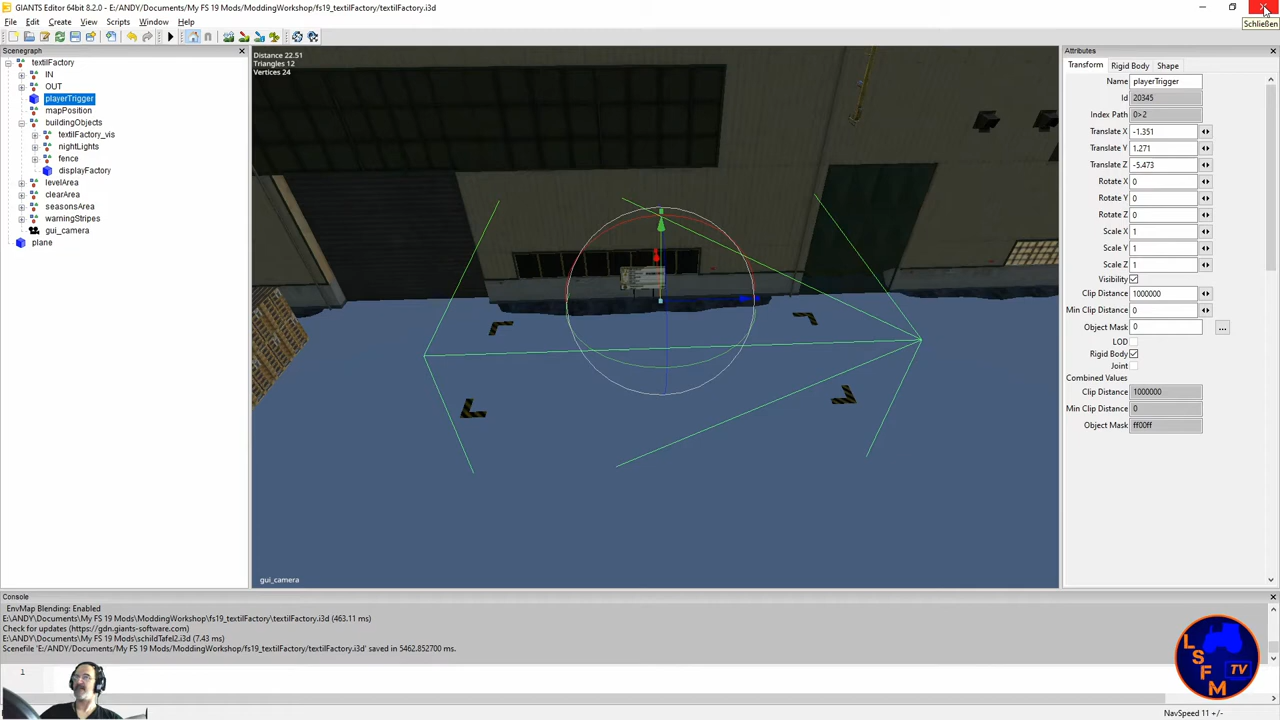 GIANTS Editor 64bit 8.2.0 - E:/ANDY/Documents/My FS 19 Mods/ModdingWorkshop/fs19_textilFactory/textilFactory.i3d
File Edit Create View Scripts Window Help
Schließen
Scenegraph
textilFactory
IN
OUT
playerTrigger
mapPosition
buildingObjects
textilFactory_vis
nightLights
fence
displayFactory
levelArea
clearArea
seasonsArea
warningStripes
gui_camera
plane
Distance 22.51
Triangles 12
Vertices 24
gui_camera
Attributes
Transform Rigid Body Shape
Name playerTrigger
Id 20345
Index Path 0>2
Translate X -1.351
Translate Y 1.271
Translate Z -5.473
Rotate X 0
Rotate Y 0
Rotate Z 0
Scale X 1
Scale Y 1
Scale Z 1
Visibility
Clip Distance 1000000
Min Clip Distance 0
Object Mask 0 ...
LOD
Rigid Body
Joint
Combined Values
Clip Distance 1000000
Min Clip Distance 0
Object Mask ff00ff
Console
EnvMap Blending: Enabled
E:\ANDY\Documents\My FS 19 Mods\ModdingWorkshop\fs19_textilFactory\textilFactory.i3d (463.11 ms)
Check for updates (https://gdn.giants-software.com)
E:\ANDY\Documents\My FS 19 Mods\schildTafel2.i3d (7.43 ms)
Scenefile 'E:/ANDY/Documents/My FS 19 Mods/ModdingWorkshop/fs19_textilFactory/textilFactory.i3d' saved in 5462.852700 ms.
1
LSFM TV
NavSpeed 11 +/-